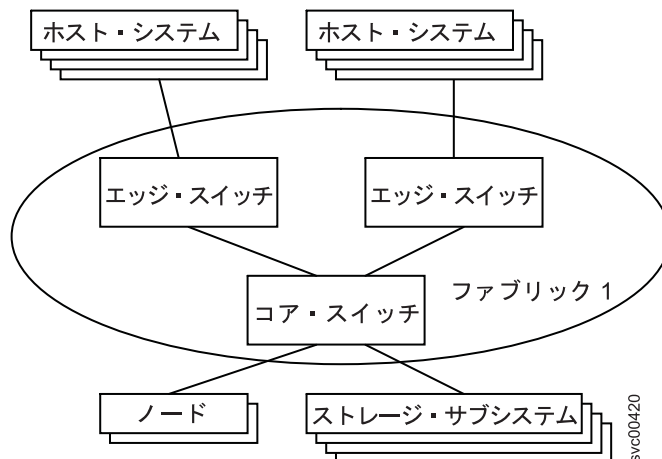 ホスト・システム
ホスト・システム
エッジ・スイッチ
エッジ・スイッチ
コア・スイッチ
ファブリック 1
ノード
ストレージ・サブシステム
svc00420